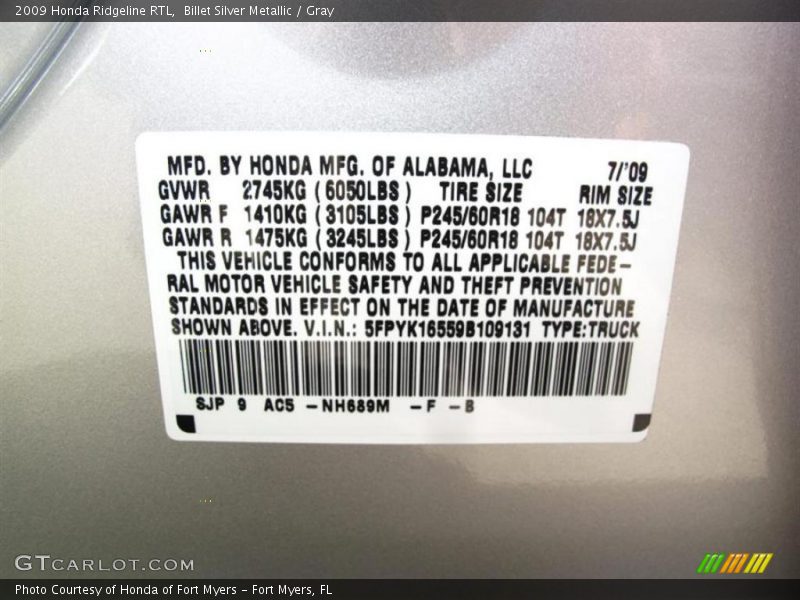 2009 Honda Ridgeline RTL,  Billet Silver Metallic / Gray
MFD. BY HONDA MFG. OF ALABAMA, LLC 7/'09
GVWR 2745KG (6050LBS) TIRE SIZE RIM SIZE
GAWR F 1410KG (3105LBS) P245/60R18 104T 18X7.5J
GAWR R 1475KG (3245LBS) P245/60R18 104T 18X7.5J
THIS VEHICLE CONFORMS TO ALL APPLICABLE FEDE-
RAL MOTOR VEHICLE SAFETY AND THEFT PREVENTION
STANDARDS IN EFFECT ON THE DATE OF MANUFACTURE
SHOWN ABOVE. V.I.N.: 5FPYK16559B109131 TYPE:TRUCK
SJP 9 AC5 -NH689M -F -B
GTCARLOT.COM
Photo Courtesy of Honda of Fort Myers - Fort Myers, FL